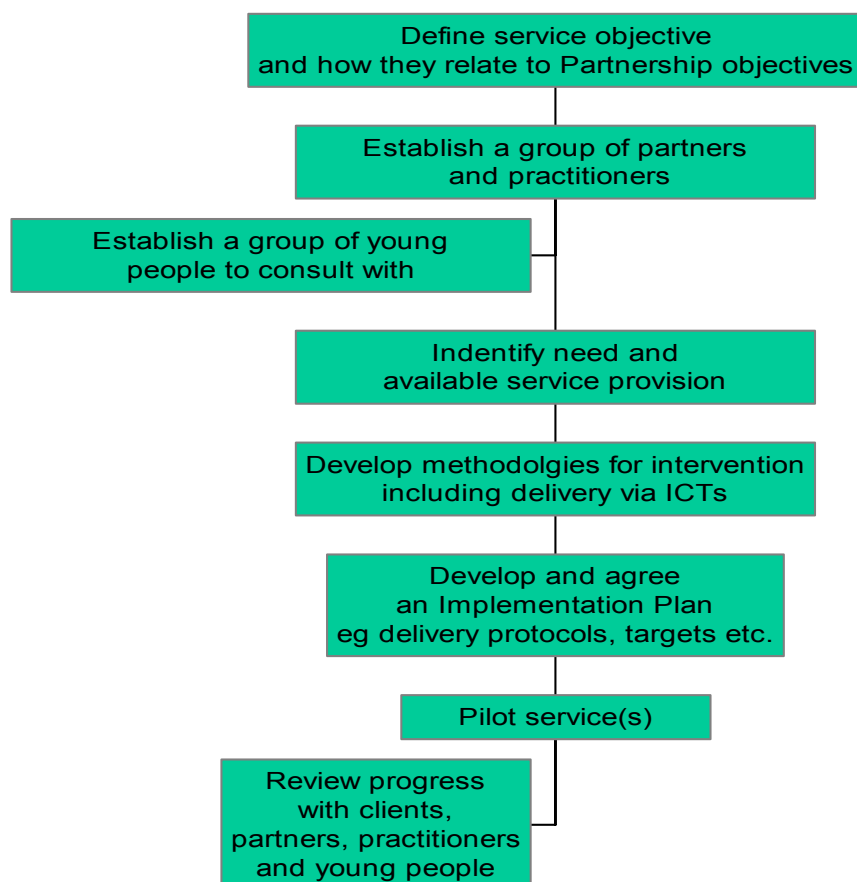 Define service objective
and how they relate to Partnership objectives
Establish a group of partners
and practitioners
Establish a group of young
people to consult with
Indentify need and
available service provision
Develop methodolgies for intervention
including delivery via ICTs
Develop and agree
an Implementation Plan
eg delivery protocols, targets etc.
Pilot service(s)
Review progress
with clients,
partners, practitioners
and young people